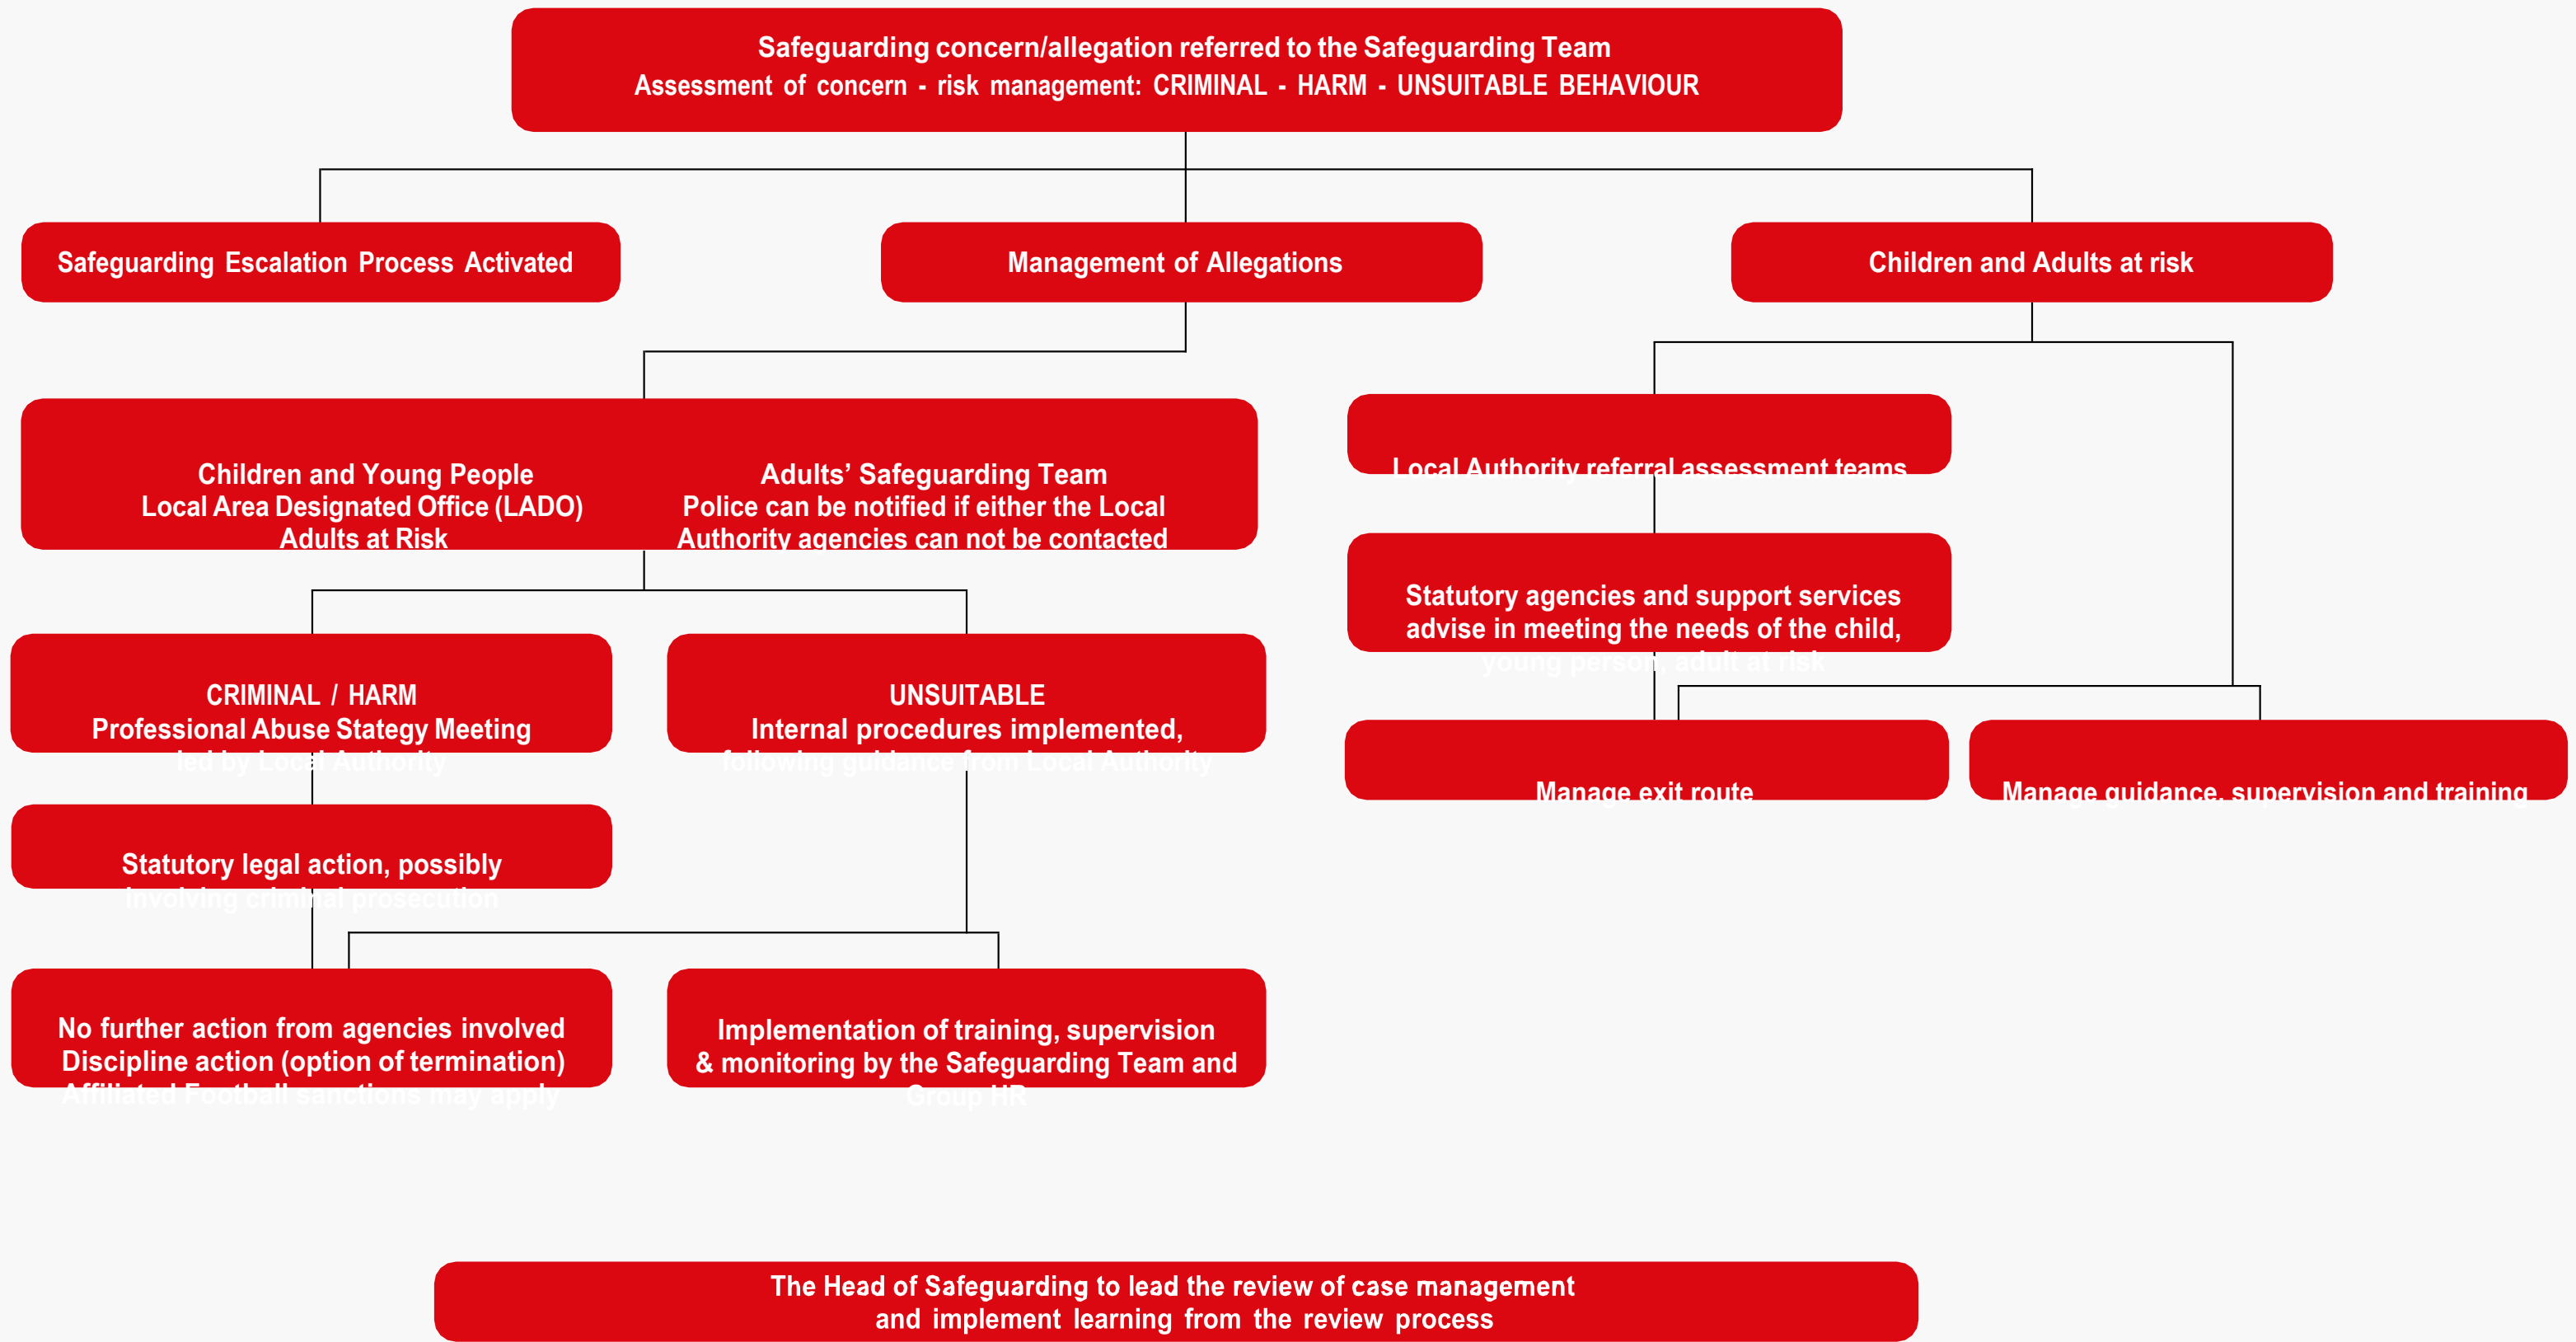 Safeguarding concern/allegation referred to the Safeguarding Team
Assessment of concern - risk management: CRIMINAL - HARM - UNSUITABLE BEHAVIOUR
Safeguarding Escalation Process Activated
Management of Allegations
Children and Adults at risk
Children and Young People
Local Area Designated Office (LADO)
Adults at Risk
Adults’ Safeguarding Team
Police can be notified if either the Local
Authority agencies can not be contacted
Local Authority referral assessment teams
Statutory agencies and support services
advise in meeting the needs of the child,
young person, adult at risk
CRIMINAL / HARM
Professional Abuse Stategy Meeting
led by Local Authority
UNSUITABLE
Internal procedures implemented,
following guidance from Local Authority
Manage exit route
Manage guidance, supervision and training
Statutory legal action, possibly
involving criminal prosecution
No further action from agencies involved
Discipline action (option of termination)
Affiliated Football sanctions may apply
Implementation of training, supervision
& monitoring by the Safeguarding Team and
Group HR
The Head of Safeguarding to lead the review of case management
and implement learning from the review process